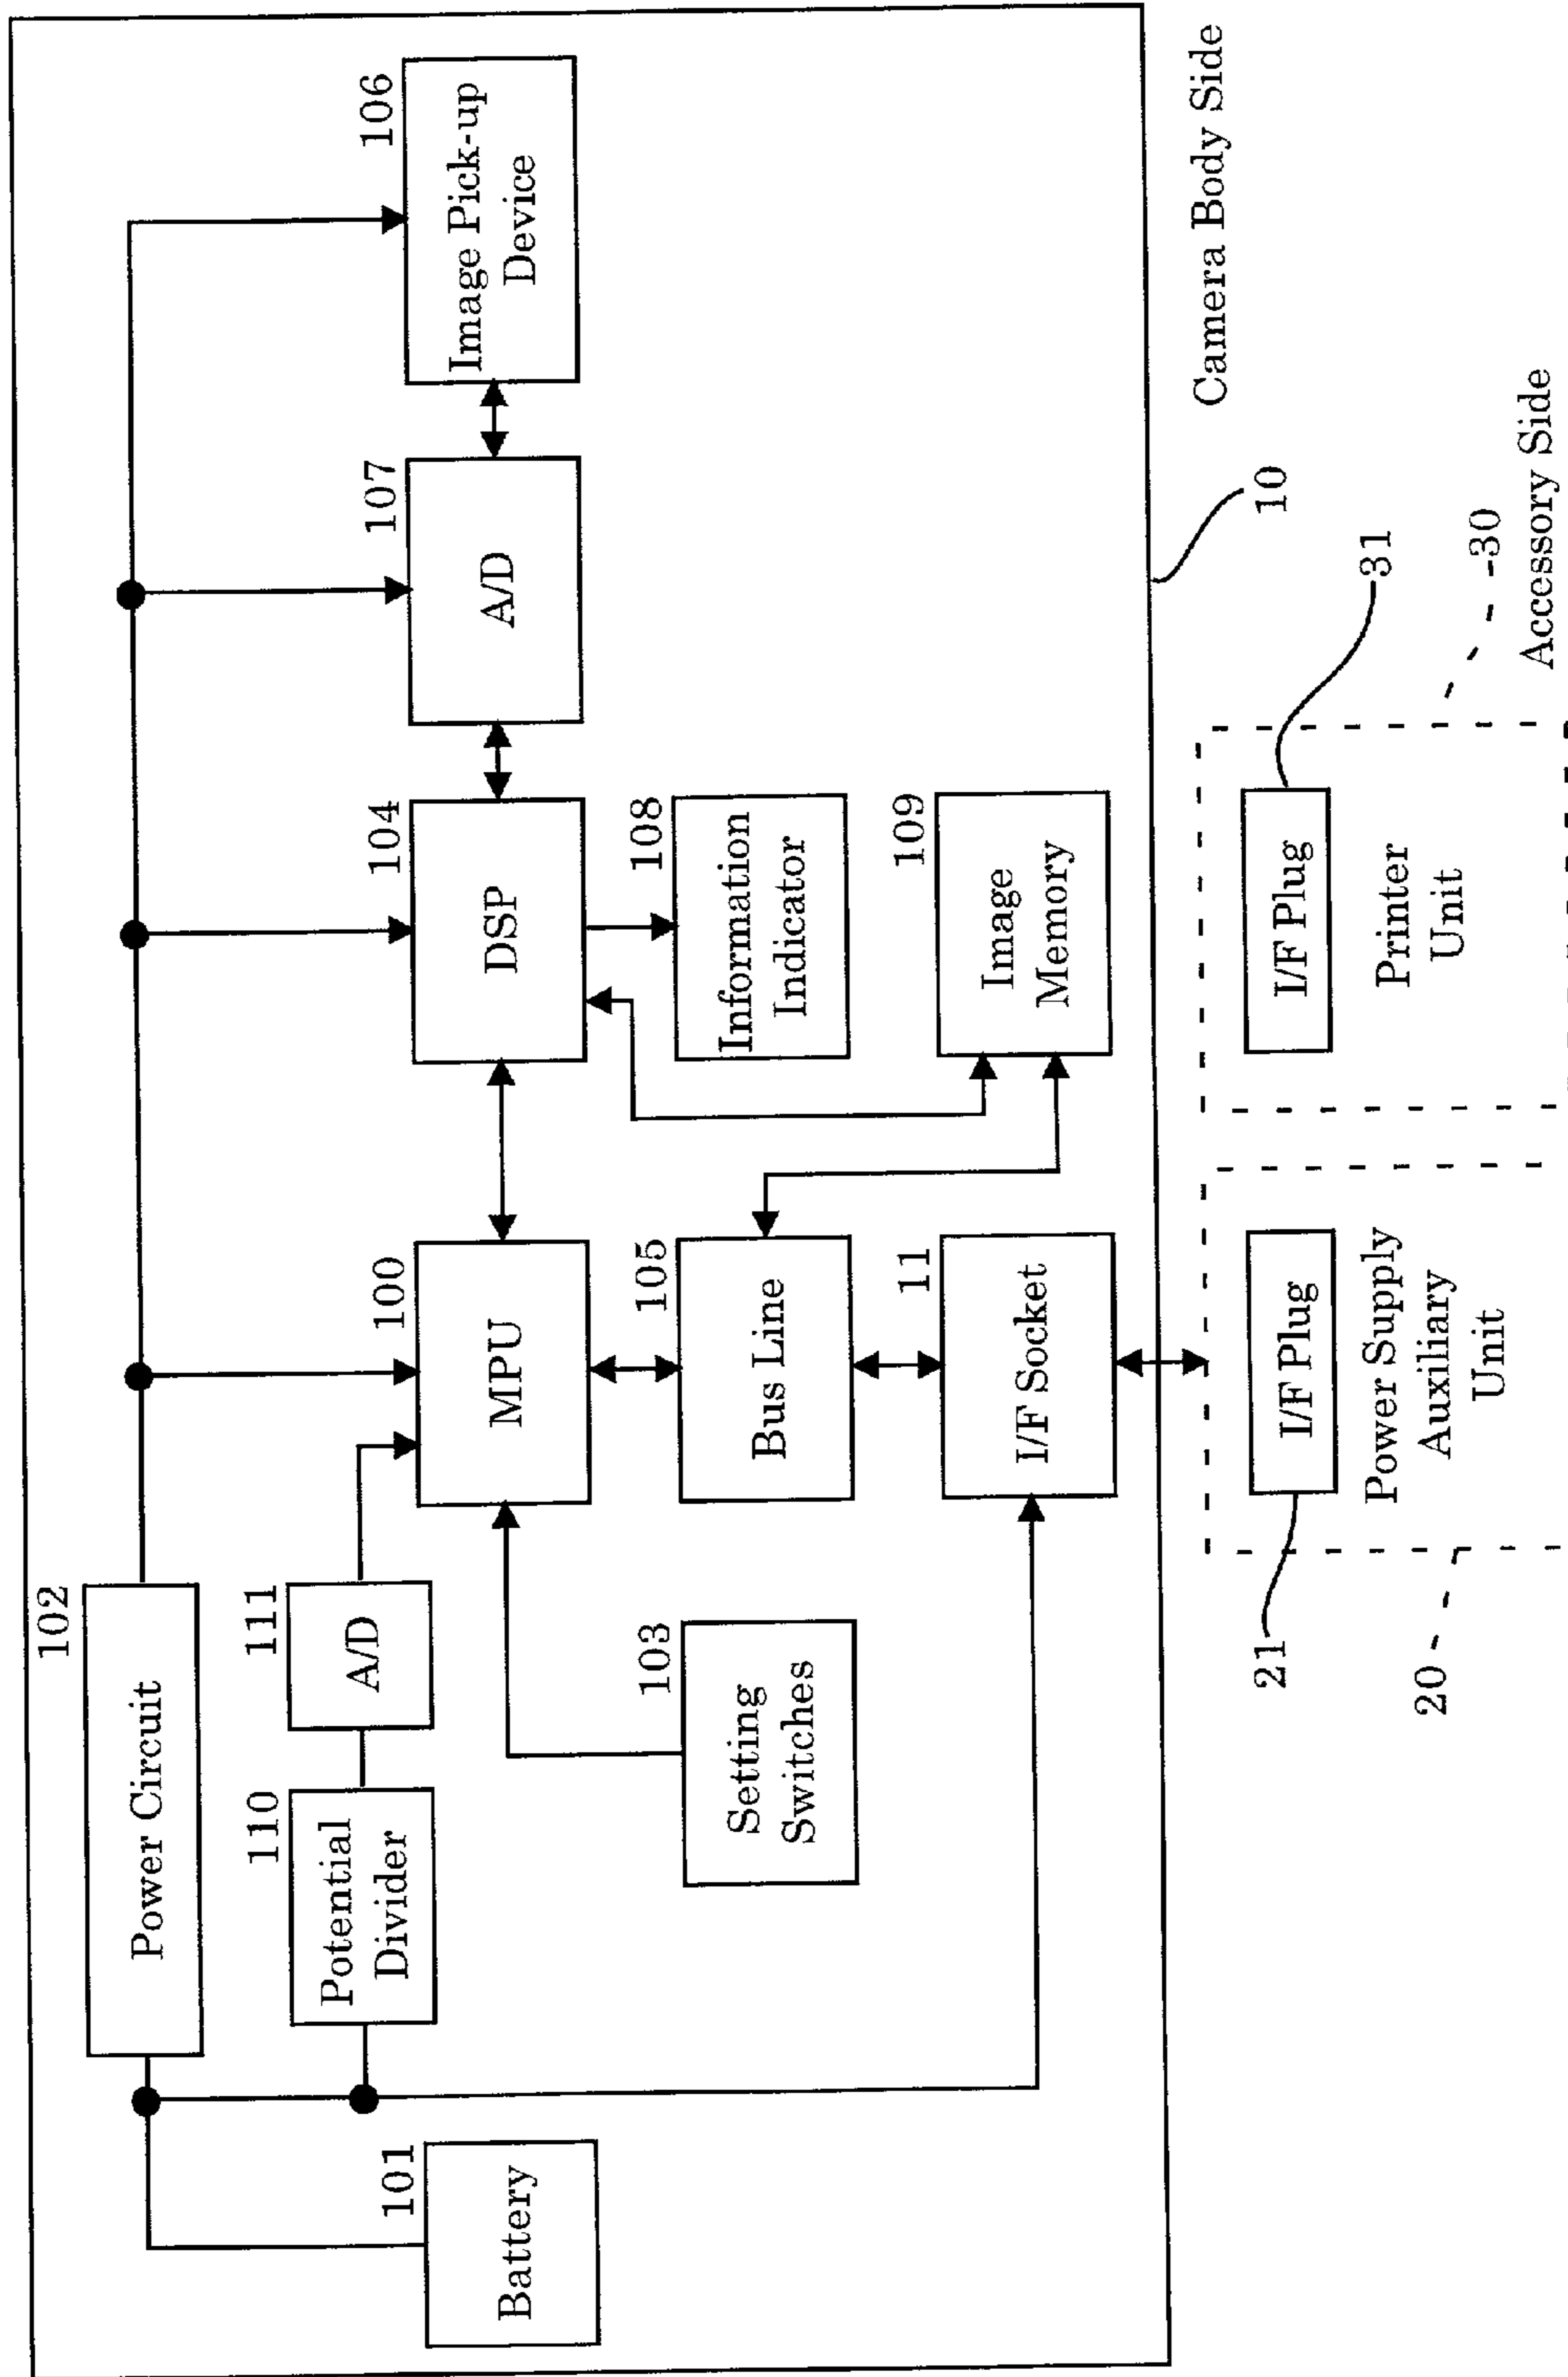 102
Power Circuit
101
Battery
110
Potential
Divider
111
A/D
100
MPU
104
DSP
107
A/D
106
Image Pick-up
Device
103
Setting
Switches
105
Bus Line
108
Information
Indicator
11
I/F Socket
109
Image
Memory
Camera Body Side
10
21
I/F Plug
Power Supply
Auxiliary
Unit
20
31
I/F Plug
Printer
Unit
30
Accessory Side